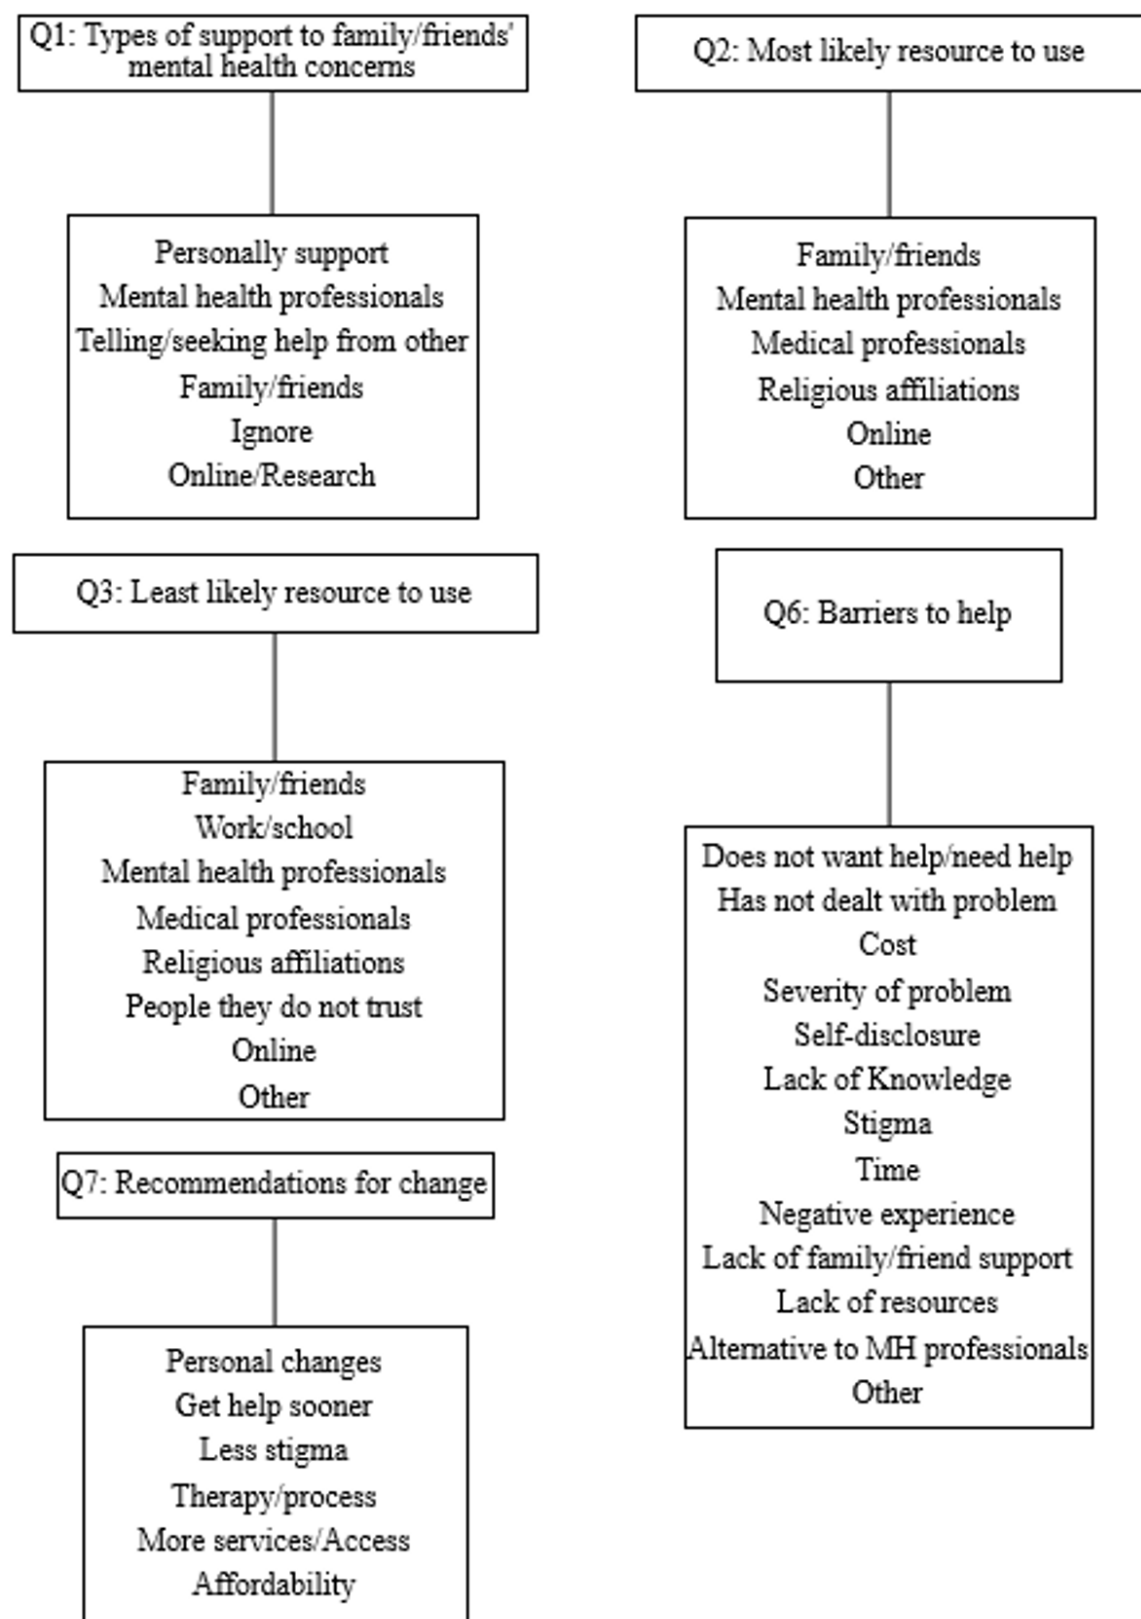 Q1: Types of support to family/friends'
mental health concerns
Personally support
Mental health professionals
Telling/seeking help from other
Family/friends
Ignore
Online/Research
Q2: Most likely resource to use
Family/friends
Mental health professionals
Medical professionals
Religious affiliations
Online
Other
Q3: Least likely resource to use
Family/friends
Work/school
Mental health professionals
Medical professionals
Religious affiliations
People they do not trust
Online
Other
Q6: Barriers to help
Does not want help/need help
Has not dealt with problem
Cost
Severity of problem
Self-disclosure
Lack of Knowledge
Stigma
Time
Negative experience
Lack of family/friend support
Lack of resources
Alternative to MH professionals
Other
Q7: Recommendations for change
Personal changes
Get help sooner
Less stigma
Therapy/process
More services/Access
Affordability